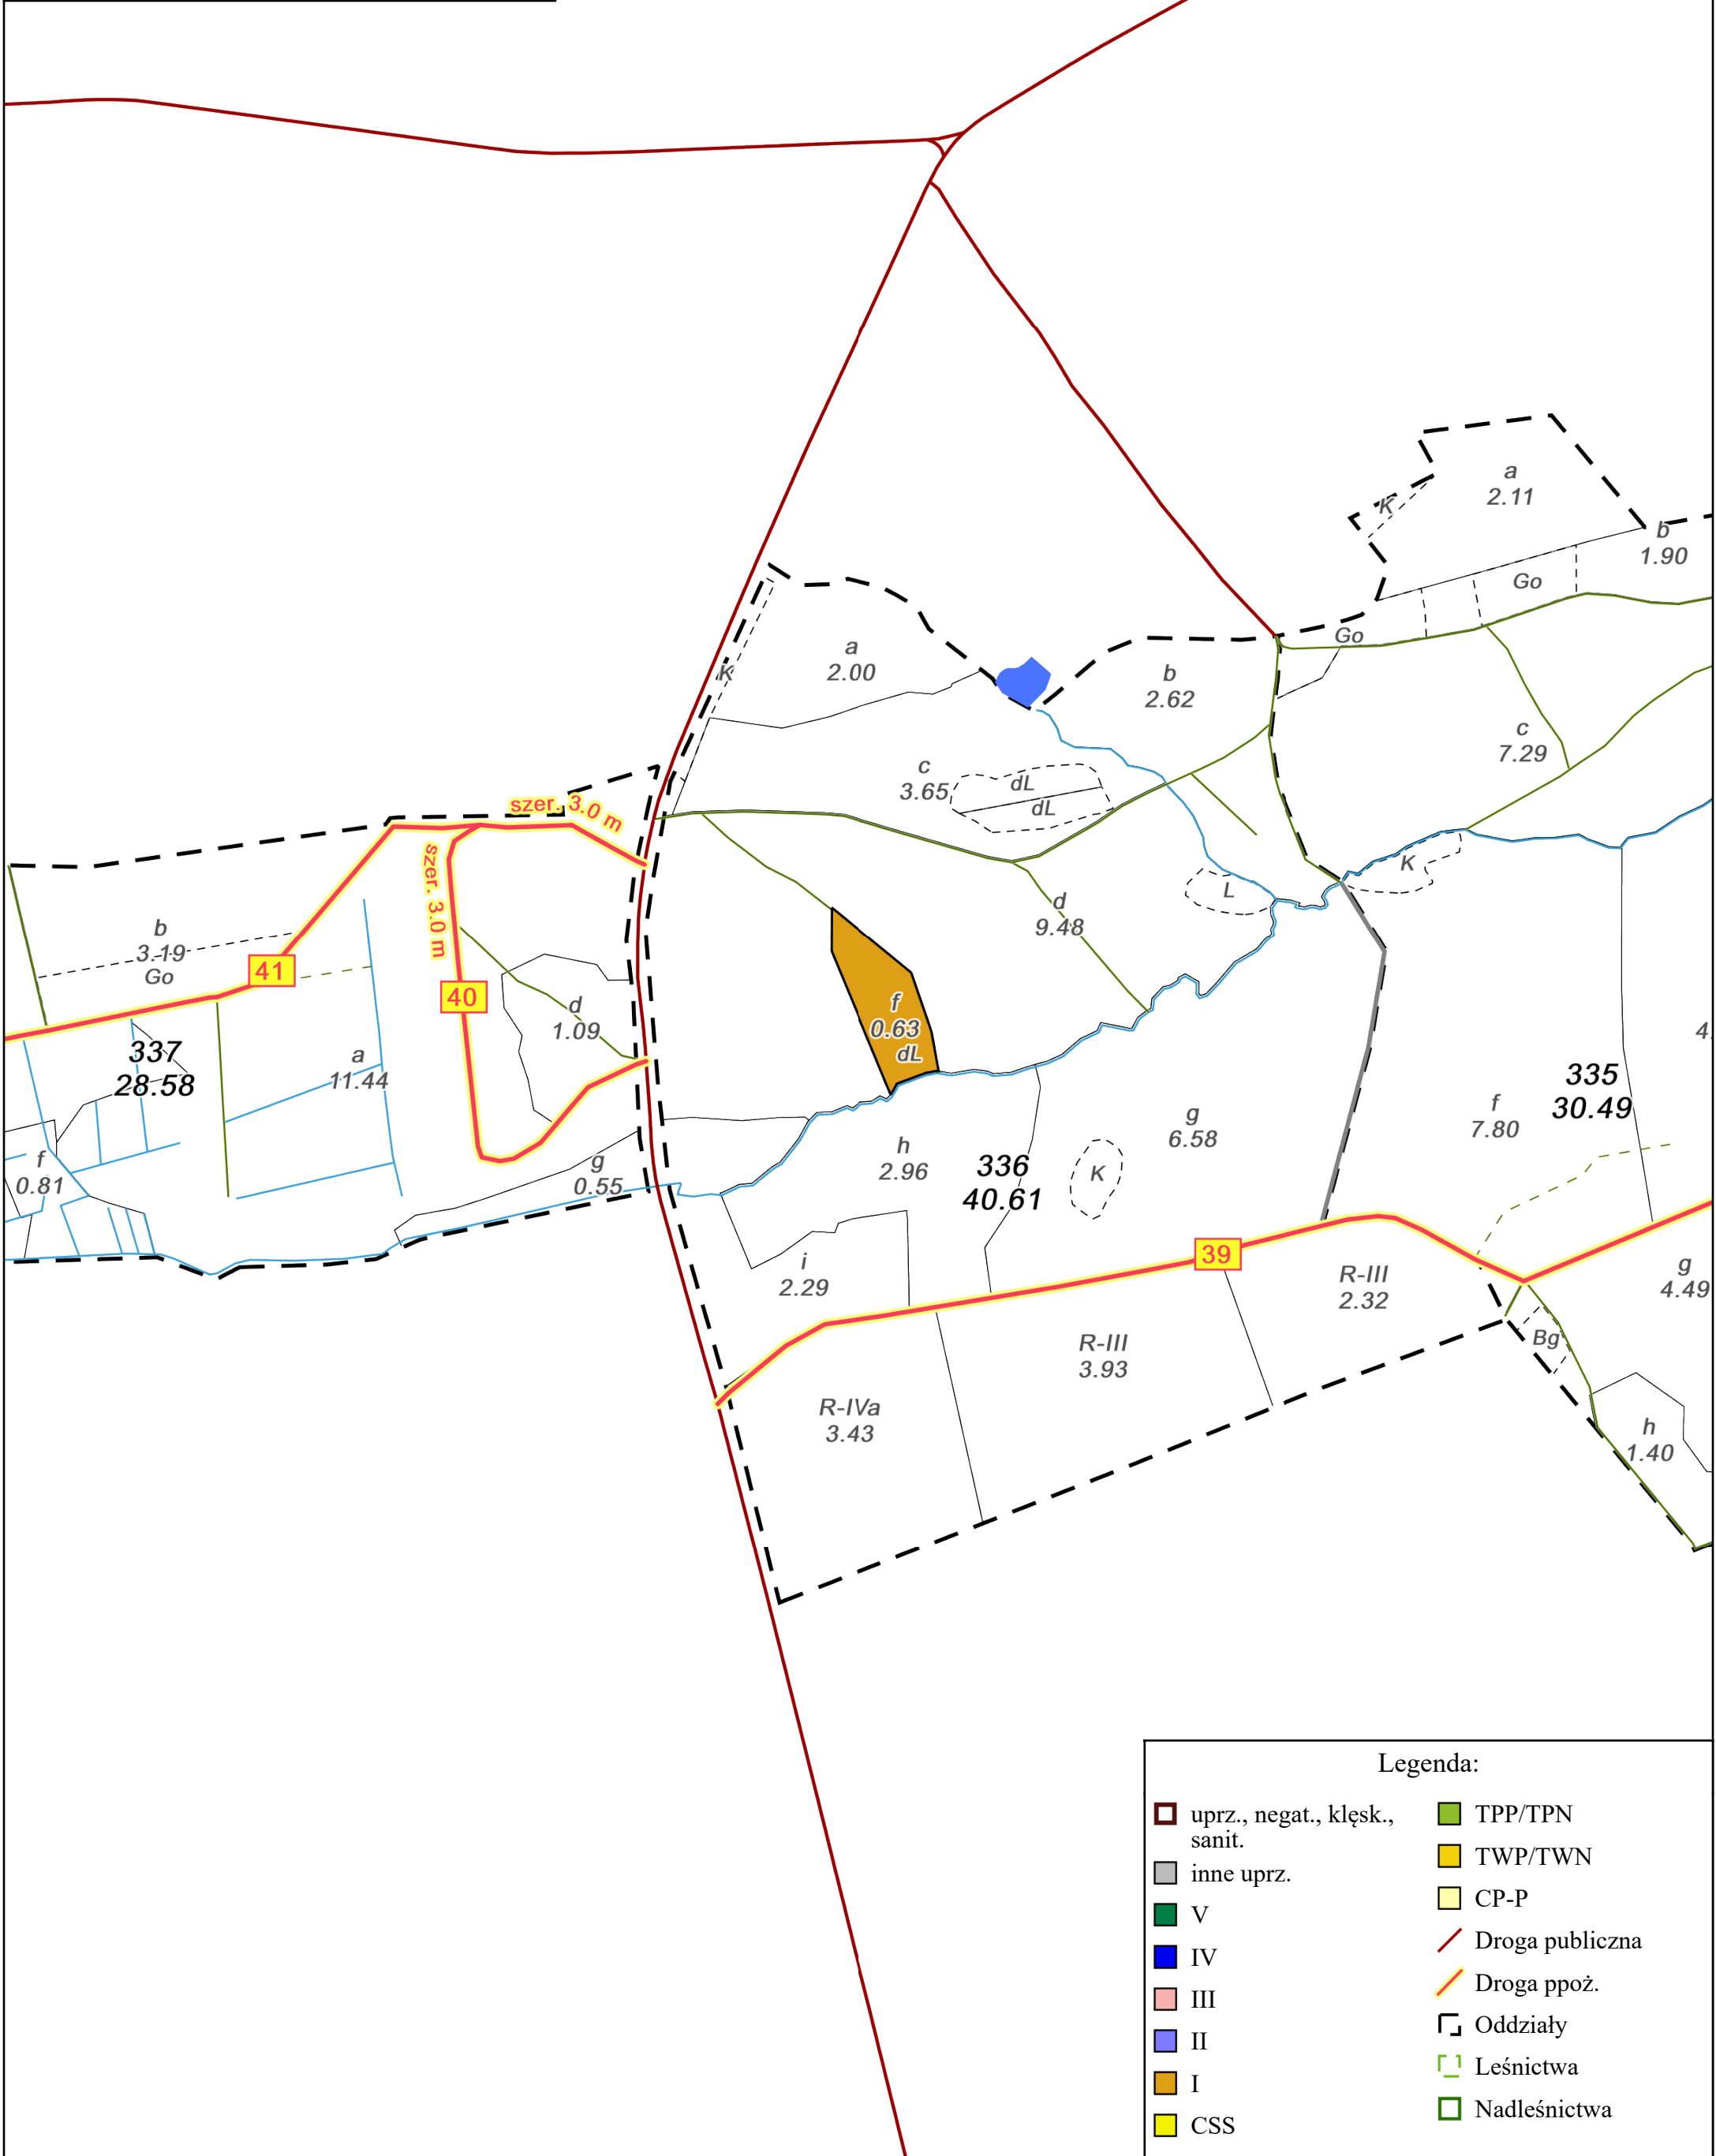 a
2.11
K
b
1.90
Go
Go
a
2.00
K
b
2.62
c
7.29
c
3.65
dL
dL
szer. 3.0 m
szer. 3.0 m
K
L
d
9.48
b
3.19
Go
41
40
f
0.63
dL
d
1.09
337
28.58
a
11.44
4.
335
30.49
f
7.80
g
6.58
h
2.96
336
40.61
K
f
0.81
g
0.55
39
i
2.29
R-III
2.32
g
4.49
R-III
3.93
Bg
R-IVa
3.43
h
1.40
Legenda:
uprz., negat., klęsk.,
sanit.
inne uprz.
V
IV
III
II
I
CSS
TPP/TPN
TWP/TWN
CP-P
Droga publiczna
Droga ppoż.
Oddziały
Leśnictwa
Nadleśnictwa